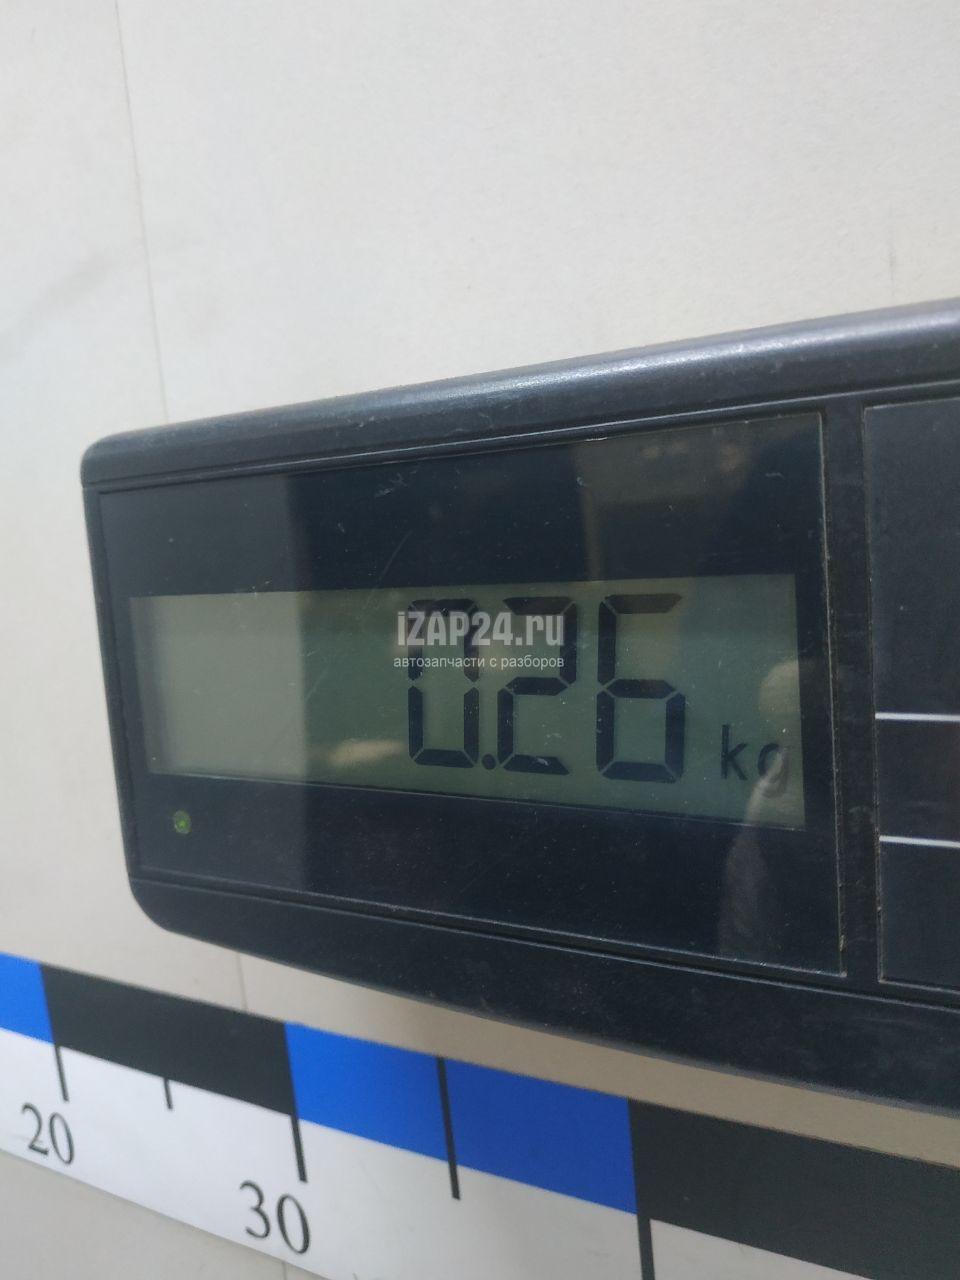 iZAP24.ru
автозапчасти с разборов
0.26 kg
20
30